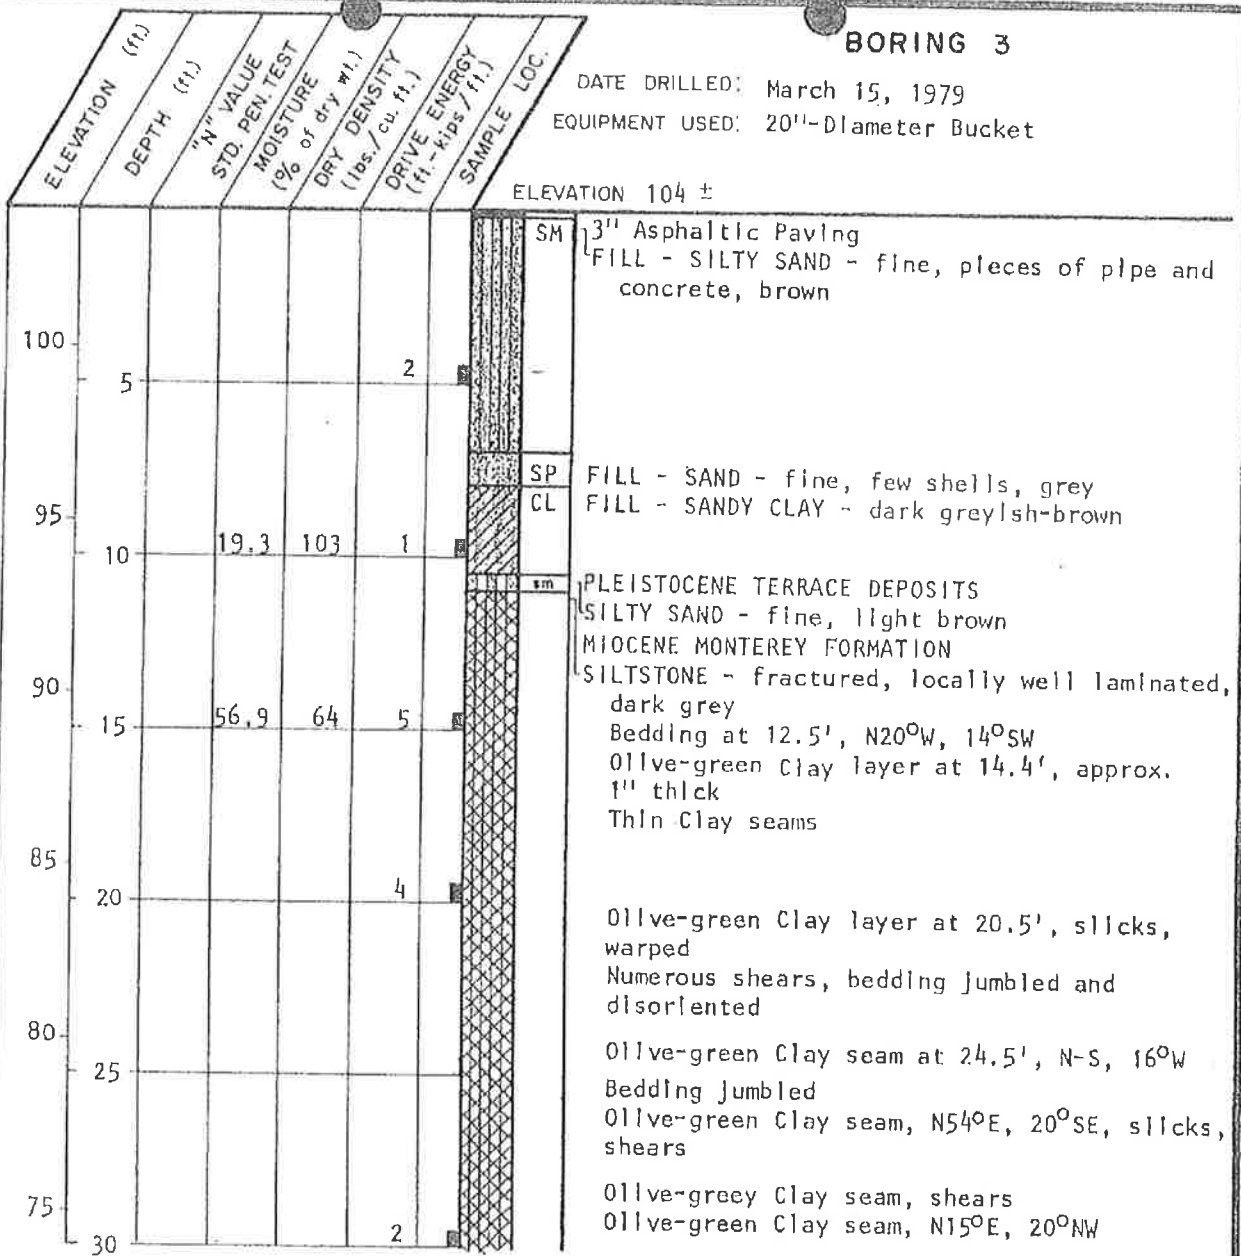 BORING 3
DATE DRILLED: March 15, 1979
EQUIPMENT USED: 20"-Diameter Bucket
ELEVATION 104 ±
ELEVATION (ft.)
DEPTH (ft.)
"N" VALUE
STD. PEN. TEST
MOISTURE
(% of dry wt.)
DRY DENSITY
(lbs./cu. ft.)
DRIVE ENERGY
(ft.-kips/ft.)
SAMPLE LOC.
SM 3" Asphaltic Paving
FILL - SILTY SAND - fine, pieces of pipe and
concrete, brown
100
5 2
SP FILL - SAND - fine, few shells, grey
CL FILL - SANDY CLAY - dark greyish-brown
95
10 19.3 103 1
sm PLEISTOCENE TERRACE DEPOSITS
SILTY SAND - fine, light brown
MIOCENE MONTEREY FORMATION
90 SILTSTONE - fractured, locally well laminated,
dark grey
15 56.9 64 5
Bedding at 12.5', N20°W, 14°SW
Olive-green Clay layer at 14.4', approx.
1" thick
Thin Clay seams
85
20 4
Olive-green Clay layer at 20.5', slicks,
warped
Numerous shears, bedding jumbled and
disoriented
80
Olive-green Clay seam at 24.5', N-S, 16°W
25
Bedding jumbled
Olive-green Clay seam, N54°E, 20°SE, slicks,
shears
75 Olive-greey Clay seam, shears
Olive-green Clay seam, N15°E, 20°NW
30 2